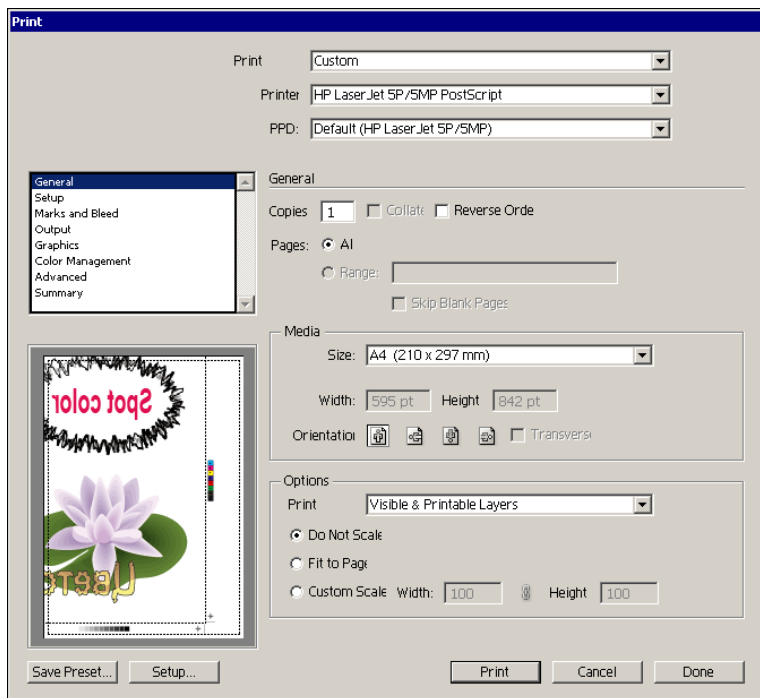 Print
Print Custom
Printer HP LaserJet 5P/5MP PostScript
PPD: Default (HP LaserJet 5P/5MP)
General
Setup
Marks and Bleed
Output
Graphics
Color Management
Advanced
Summary
General
Copies 1 Collate Reverse Orde
Pages: Al
Range:
Skip Blank Pages
Media
Size: A4 (210 x 297 mm)
Width: 595 pt Height 842 pt
Orientation Transverse
Spot color
Цвето
Options
Print Visible & Printable Layers
Do Not Scale
Fit to Page
Custom Scale Width: 100 Height 100
Save Preset... Setup... Print Cancel Done